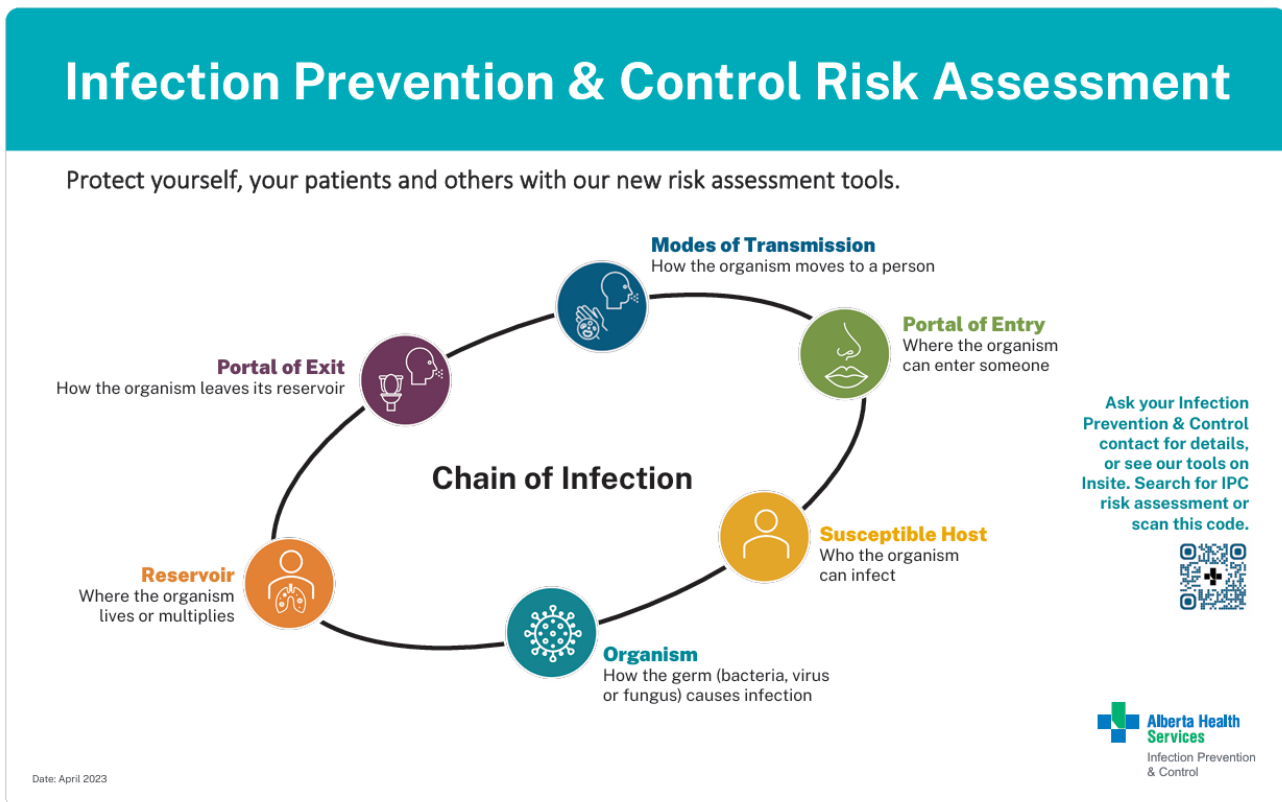 Infection Prevention & Control Risk Assessment
Protect yourself, your patients and others with our new risk assessment tools.
Modes of Transmission
How the organism moves to a person
Portal of Entry
Where the organism
can enter someone
Portal of Exit
How the organism leaves its reservoir
Ask your Infection
Prevention & Control
contact for details,
or see our tools on
Insite. Search for IPC
risk assessment or
scan this code.
Chain of Infection
Susceptible Host
Who the organism
can infect
Reservoir
Where the organism
lives or multiplies
Organism
How the germ (bacteria, virus
or fungus) causes infection
Alberta Health
Services
Infection Prevention
& Control
Date: April 2023